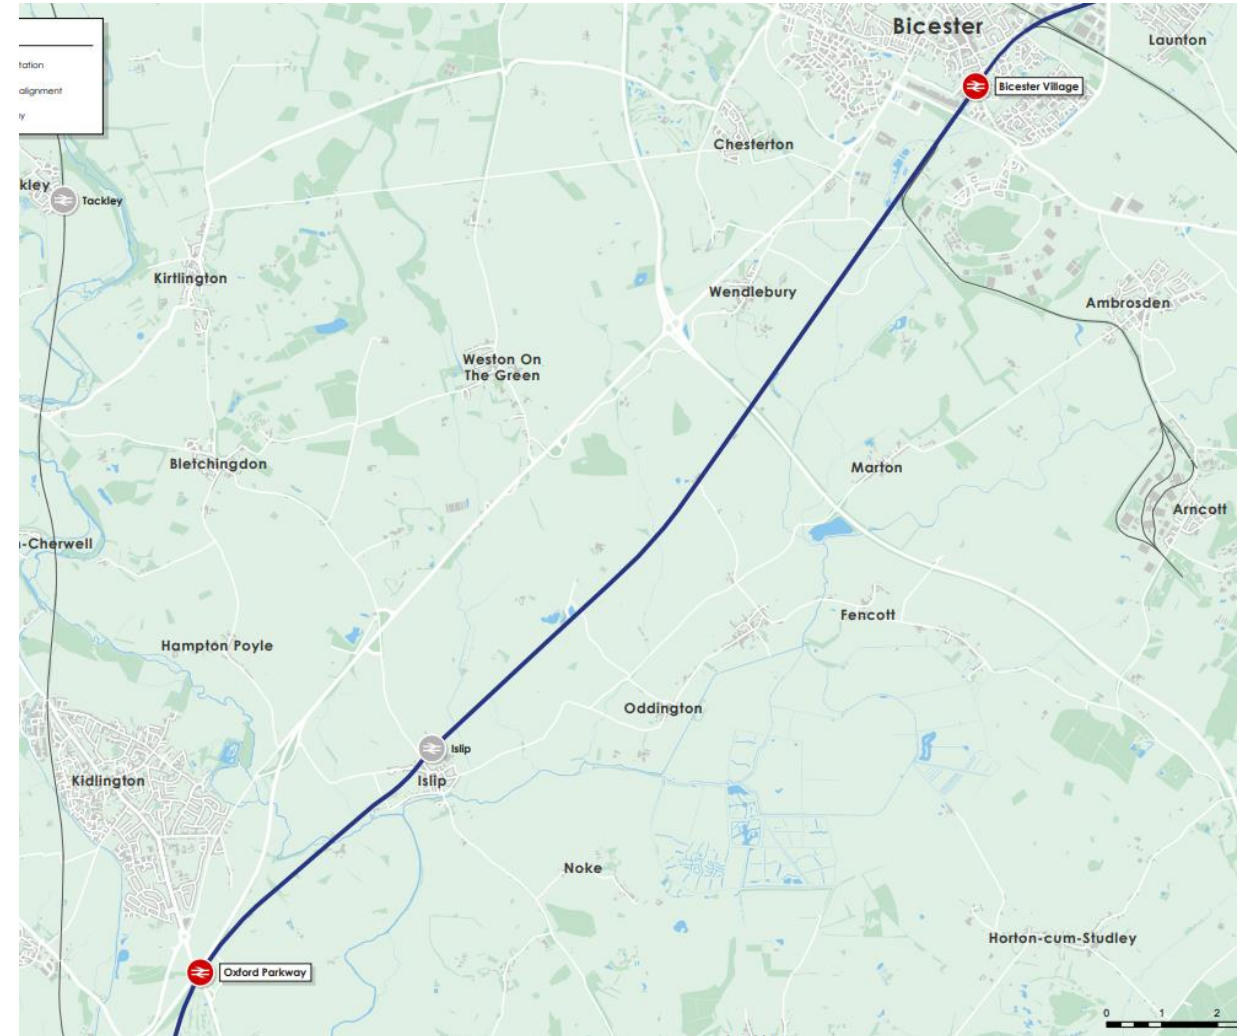 Bicester
Launton
tation
alignment
Bicester Village
Chesterton
kley
Tackley
Kirtlington
Wendlebury
Ambrosden
Weston On
The Green
Bletchingdon
Marton
Arncott
-Cherwell
Fencott
Hampton Poyle
Oddington
Islip
Kidlington
Islip
Noke
Horton-cum-Studley
Oxford Parkway
0 1 2